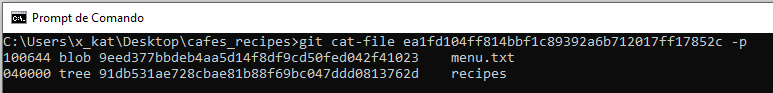 Prompt de Comando
C:\Users\x_kat\Desktop\cafes_recipes>git cat-file ea1fd104ff814bbf1c89392a6b712017ff17852c -p
100644 blob 9eed377bbdeb4aa5d14f8df9cd50fed042f41023    menu.txt
040000 tree 91db531ae728cbae81b88f69bc047ddd0813762d    recipes